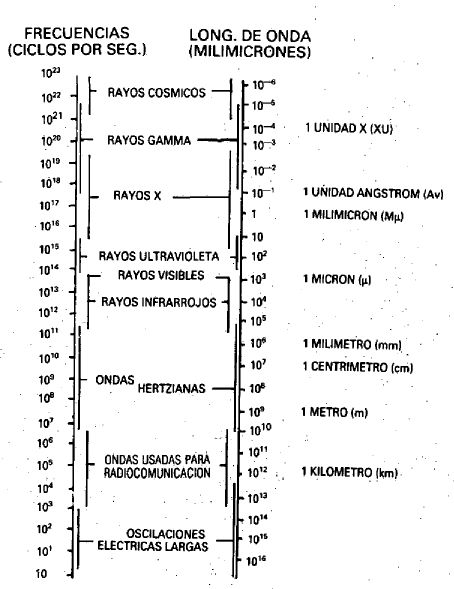 FRECUENCIAS
(CICLOS POR SEG.)
LONG. DE ONDA
(MILIMICRONES)
10²³
10²²
10²¹
10²⁰
10¹⁹
10¹⁸
10¹⁷
10¹⁶
10¹⁵
10¹⁴
10¹³
10¹²
10¹¹
10¹⁰
10⁹
10⁸
10⁷
10⁶
10⁵
10⁴
10³
10²
10¹
10
RAYOS COSMICOS
RAYOS GAMMA
RAYOS X
RAYOS ULTRAVIOLETA
RAYOS VISIBLES
RAYOS INFRARROJOS
ONDAS
HERTZIANAS
ONDAS USADAS PARA
RADIOCOMUNICACION
OSCILACIONES
ELECTRICAS LARGAS
10⁻⁶
10⁻⁵
10⁻⁴
10⁻³
10⁻²
10⁻¹
1
10
10²
10³
10⁴
10⁵
10⁶
10⁷
10⁸
10⁹
10¹⁰
10¹¹
10¹²
10¹³
10¹⁴
10¹⁵
10¹⁶
1 UNIDAD X (XU)
1 UNIDAD ANGSTROM (Av)
1 MILIMICRON (Mμ)
1 MICRON (μ)
1 MILIMETRO (mm)
1 CENTRIMETRO (cm)
1 METRO (m)
1 KILOMETRO (km)